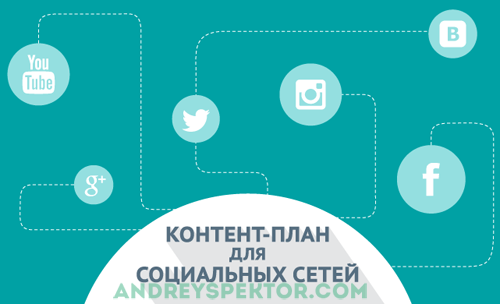 You
Tube
B
g+
f
КОНТЕНТ-ПЛАН
ДЛЯ
СОЦИАЛЬНЫХ СЕТЕЙ
ANDREYSPEKTOR.COM